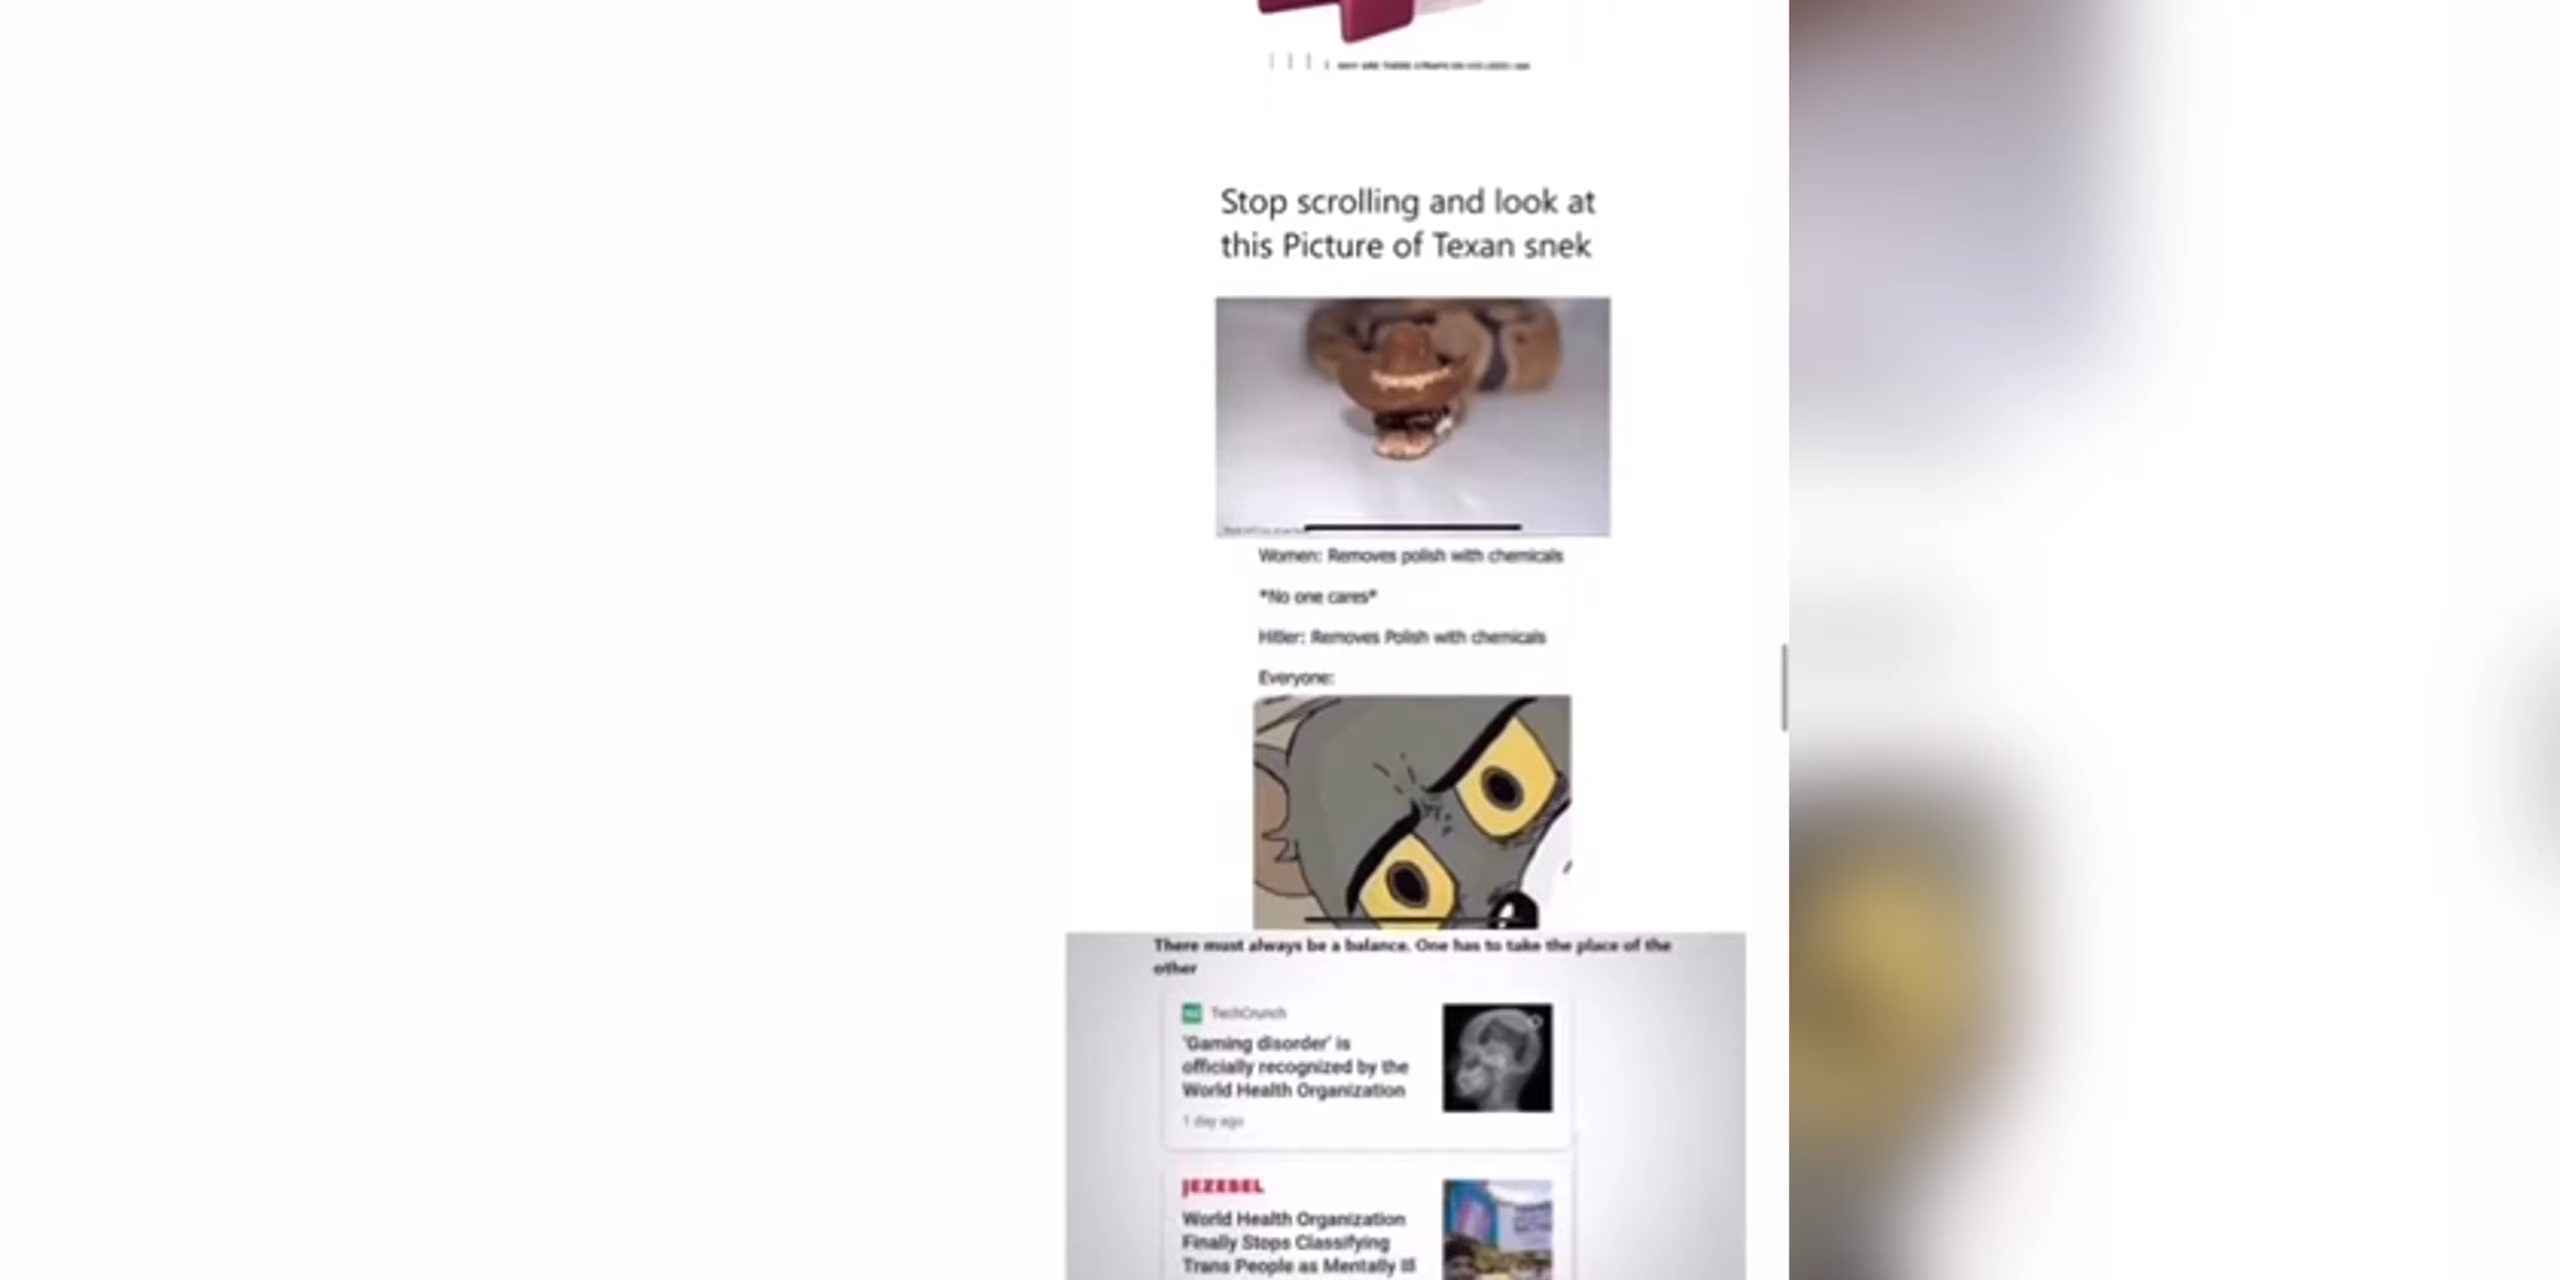 Stop scrolling and look at
this Picture of Texan snek
Women: Removes polish with chemicals
*No one cares*
Hitler: Removes Polish with chemicals
Everyone:
There must always be a balance. One has to take the place of the
other
TechCrunch
'Gaming disorder' is
officially recognized by the
World Health Organization
1 day ago
JEZEBEL
World Health Organization
Finally Stops Classifying
Trans People as Mentally Ill